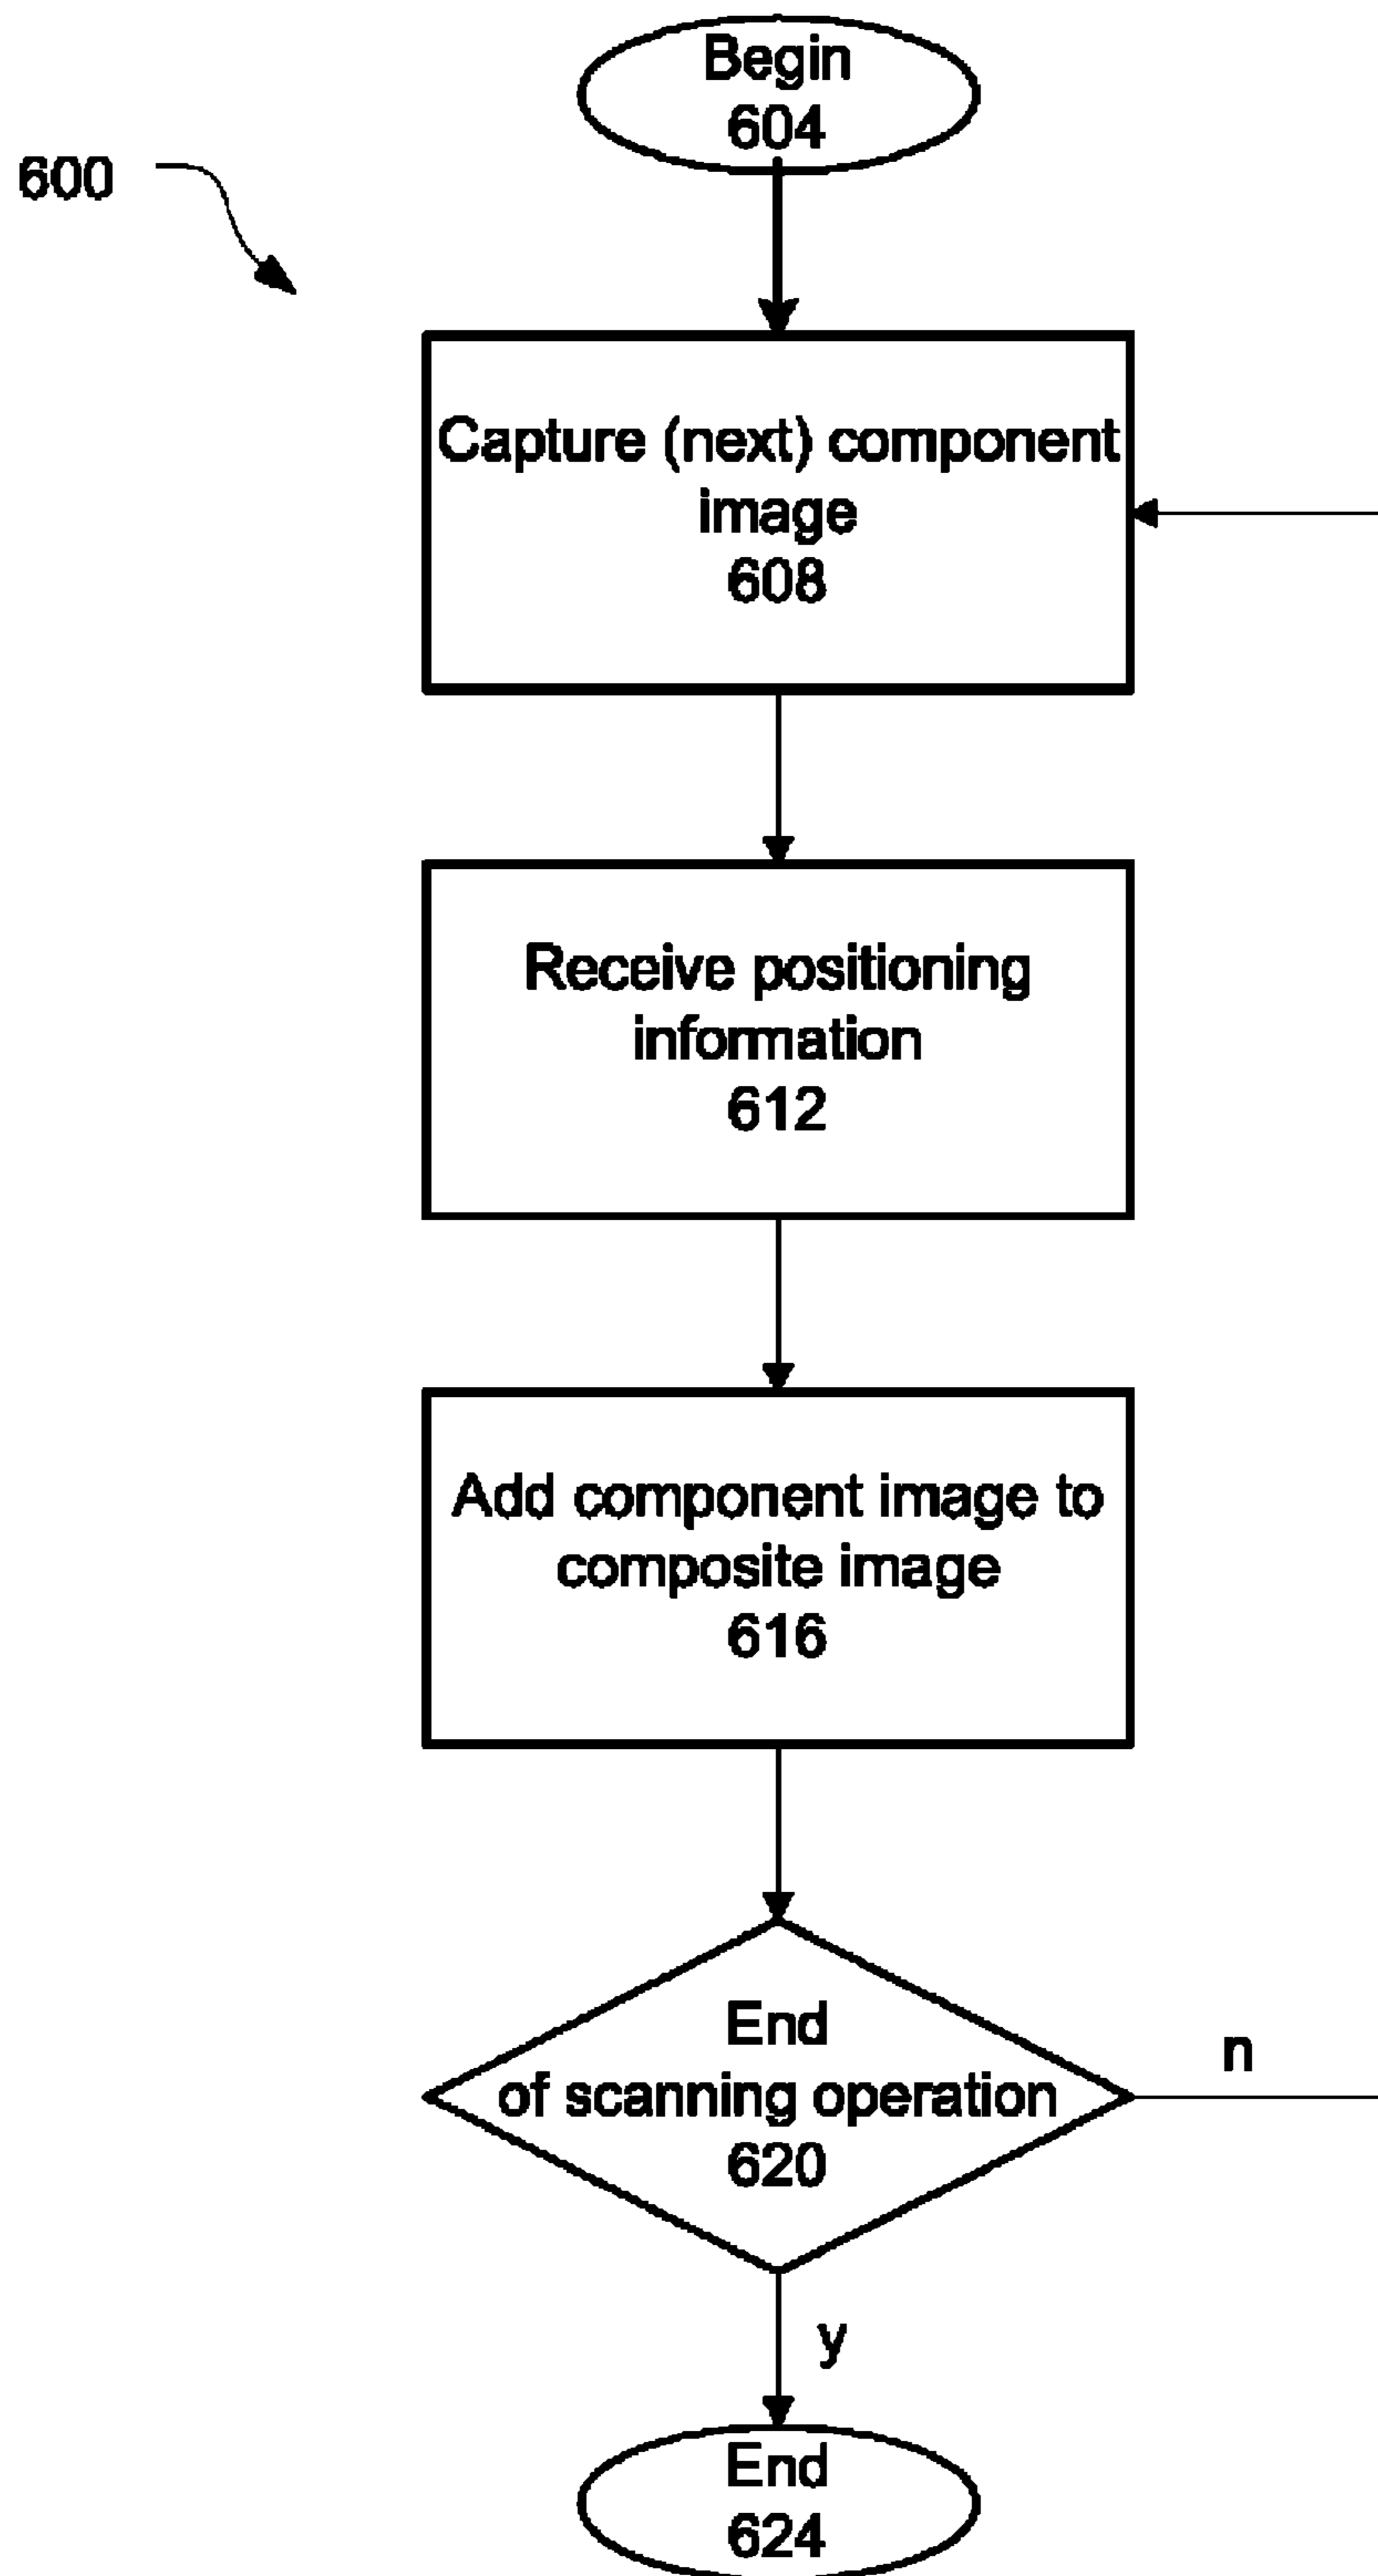 Begin
604
600
Capture (next) component
image
608
Receive positioning
information
612
Add component image to
composite image
616
End
of scanning operation
620
n
y
End
624